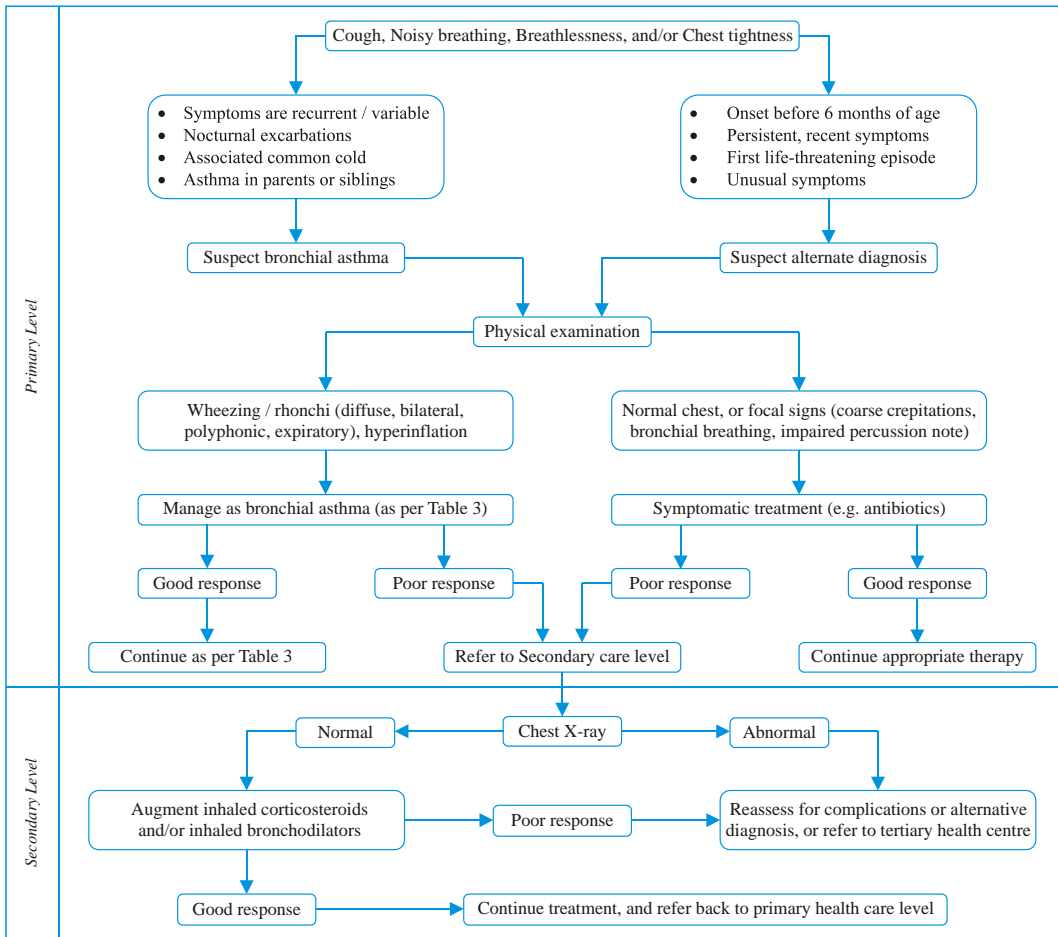 Cough, Noisy breathing, Breathlessness, and/or Chest tightness
• Symptoms are recurrent / variable
• Nocturnal excarbations
• Associated common cold
• Asthma in parents or siblings
• Onset before 6 months of age
• Persistent, recent symptoms
• First life-threatening episode
• Unusual symptoms
Suspect bronchial asthma
Suspect alternate diagnosis
Primary Level
Physical examination
Wheezing / rhonchi (diffuse, bilateral,
polyphonic, expiratory), hyperinflation
Normal chest, or focal signs (coarse crepitations,
bronchial breathing, impaired percussion note)
Manage as bronchial asthma (as per Table 3)
Symptomatic treatment (e.g. antibiotics)
Good response
Poor response
Poor response
Good response
Continue as per Table 3
Refer to Secondary care level
Continue appropriate therapy
Secondary Level
Normal
Chest X-ray
Abnormal
Augment inhaled corticosteroids
and/or inhaled bronchodilators
Poor response
Reassess for complications or alternative
diagnosis, or refer to tertiary health centre
Good response
Continue treatment, and refer back to primary health care level